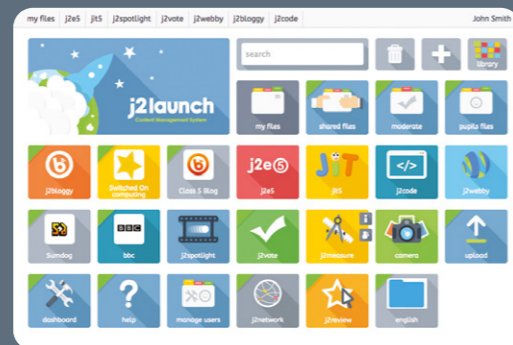 my files j2e5 jit5 j2spotlight j2vote j2webby j2bloggy j2code John Smith
j2launch
Content Management System
search
library
my files shared files moderate pupils files
j2bloggy Switched On computing Class 5 Blog j2e5 jit5 j2code j2webby
j2e5
JiT
</>
Sumdog bbc j2spotlight j2vote j2measure camera upload
BBC
dashboard help manage users j2network j2review english